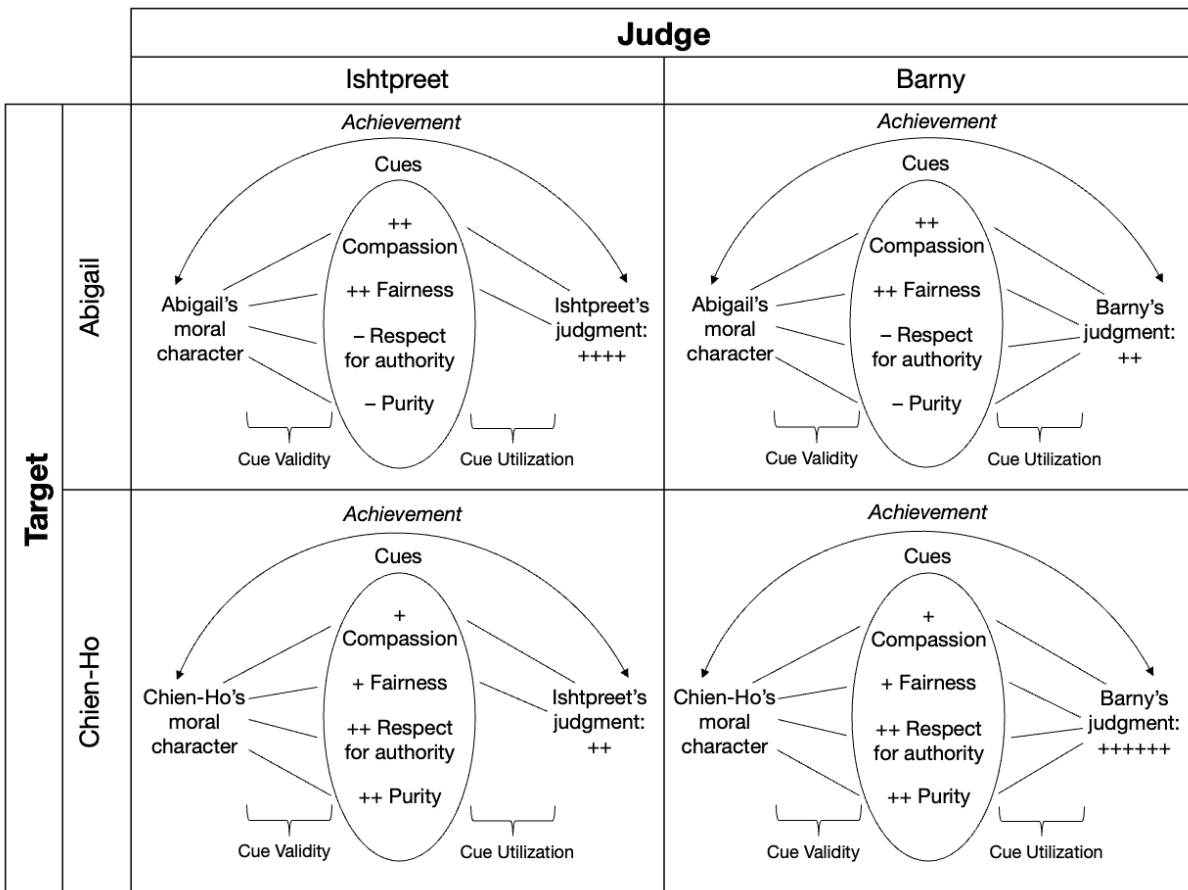 Judge
Ishtpreet
Barny
Target
Abigail
Achievement
Cues
++
Compassion
++ Fairness
– Respect
for authority
– Purity
Abigail's
moral
character
Ishtpreet's
judgment:
++++
Cue Validity
Cue Utilization
Achievement
Cues
++
Compassion
++ Fairness
– Respect
for authority
– Purity
Abigail's
moral
character
Barny's
judgment:
++
Cue Validity
Cue Utilization
Chien-Ho
Achievement
Cues
+
Compassion
+ Fairness
++ Respect
for authority
++ Purity
Chien-Ho's
moral
character
Ishtpreet's
judgment:
++
Cue Validity
Cue Utilization
Achievement
Cues
+
Compassion
+ Fairness
++ Respect
for authority
++ Purity
Chien-Ho's
moral
character
Barny's
judgment:
++++++
Cue Validity
Cue Utilization